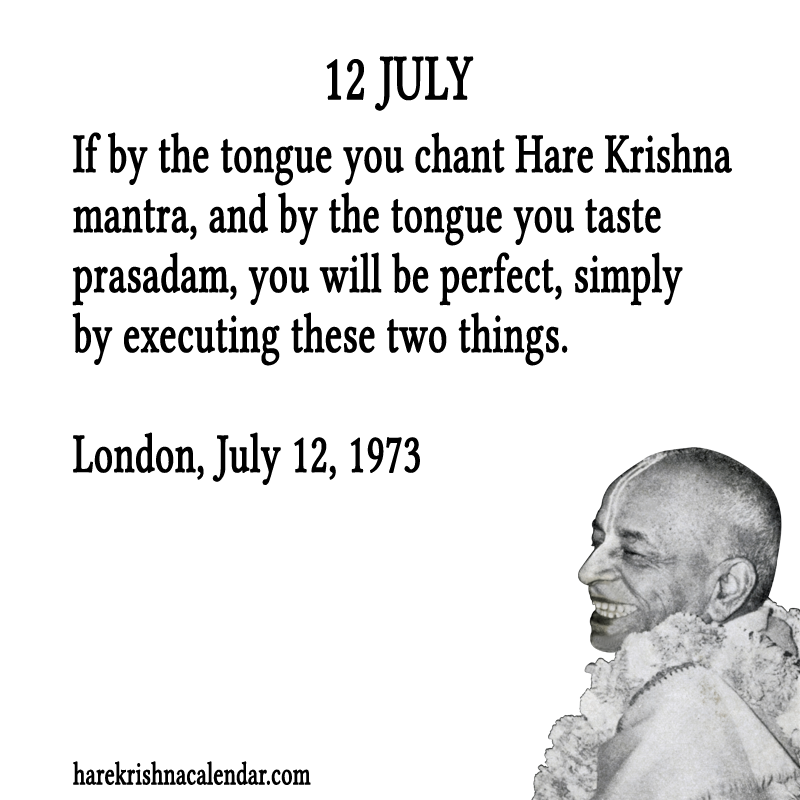 12 JULY
If by the tongue you chant Hare Krishna
mantra, and by the tongue you taste
prasadam, you will be perfect, simply
by executing these two things.
London, July 12, 1973
harekrishnacalendar.com